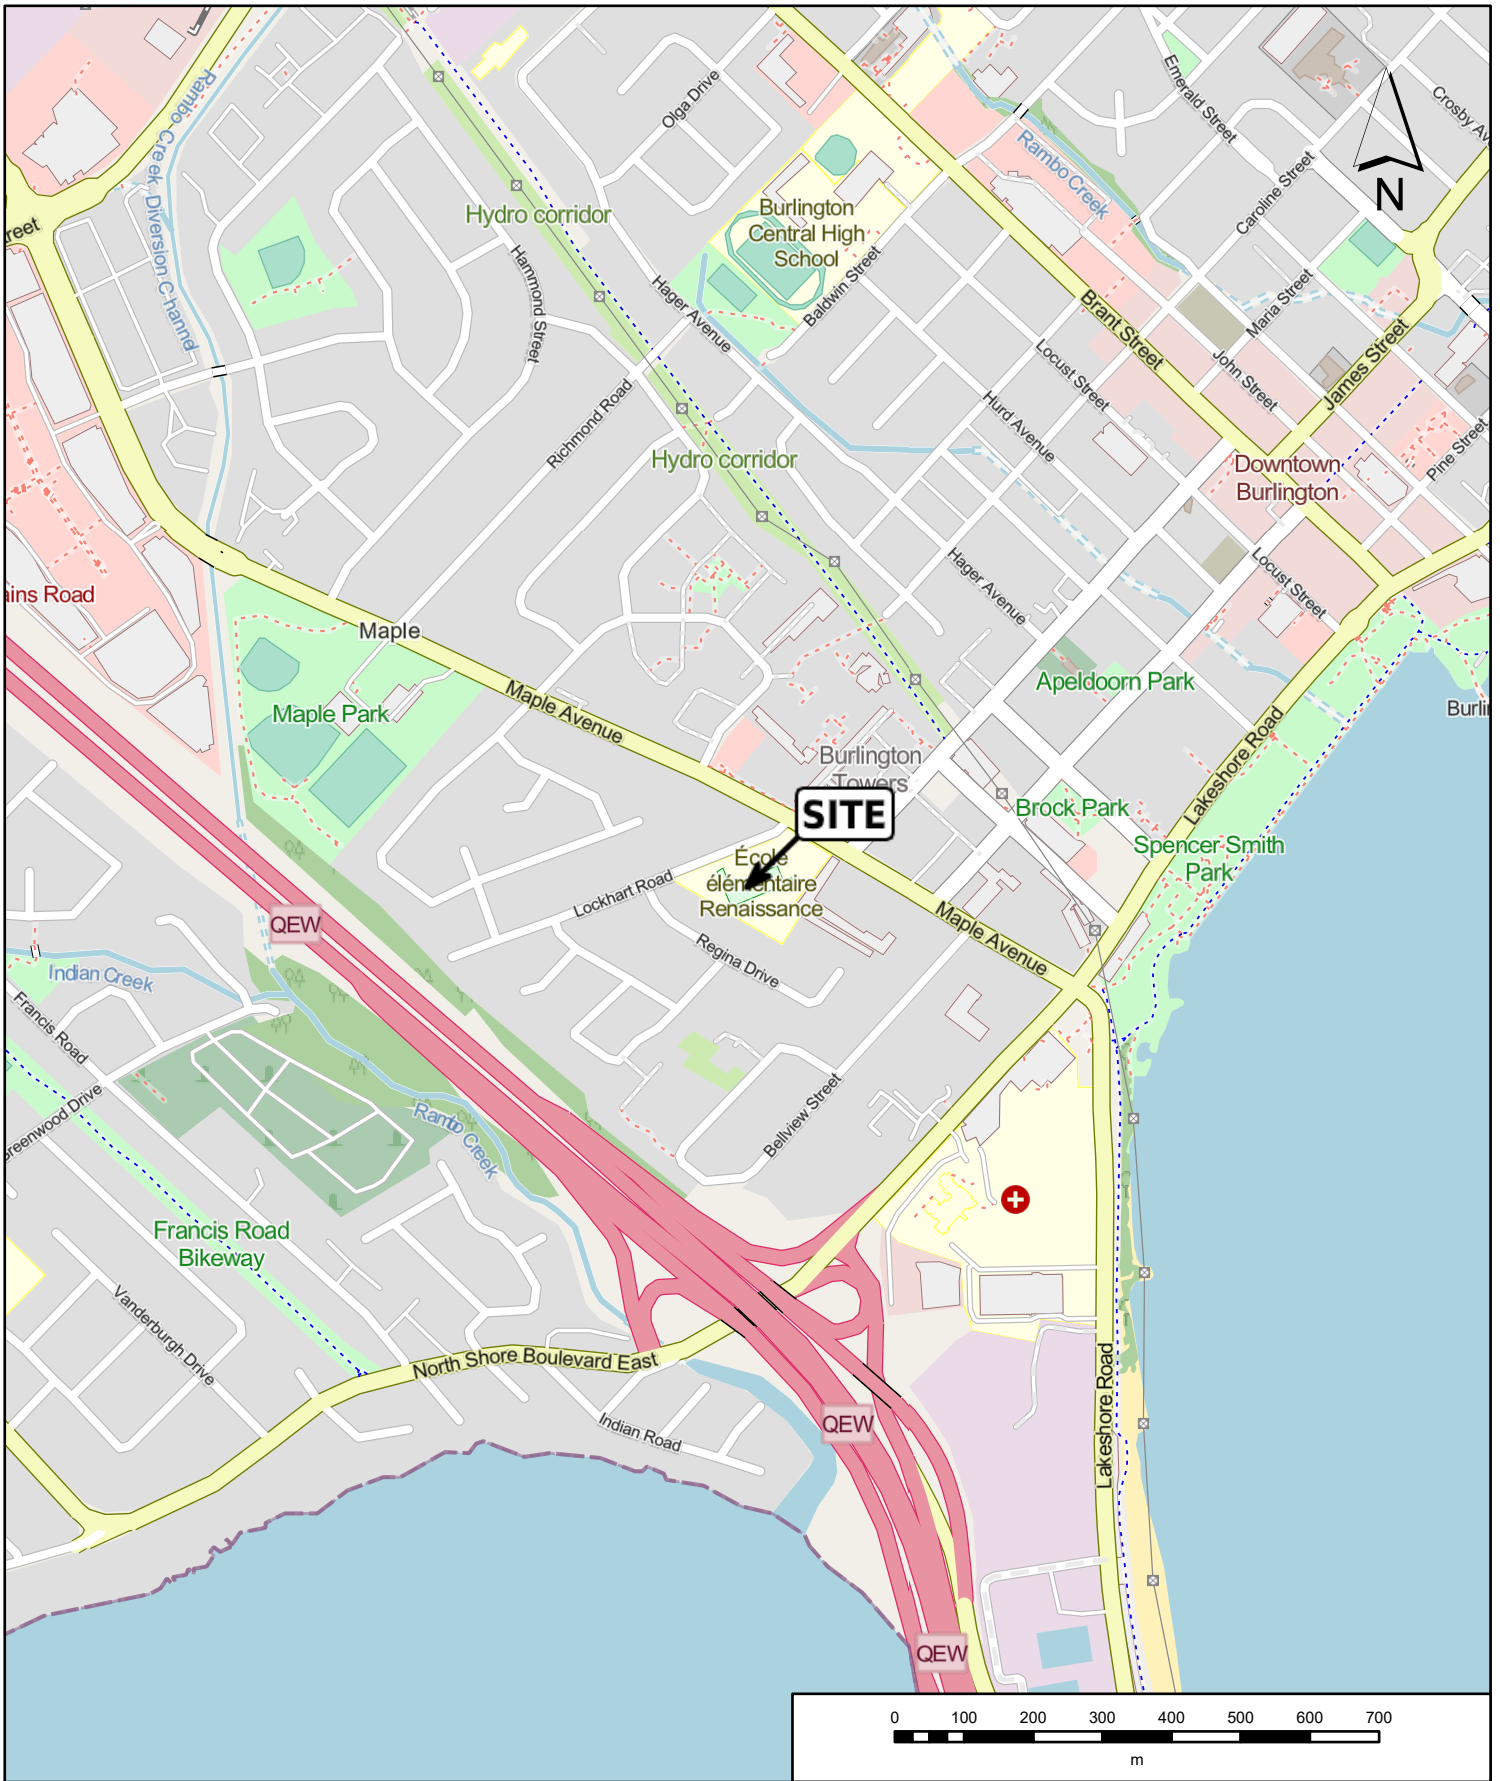 Crosby Av
Emerald Street
Olga Drive
Rambo Creek Diversion Channel
Rambo Creek
Caroline Street
N
Hydro corridor
Burlington
Central High
School
reet
Hammond Street
Hager Avenue
Baldwin Street
Maria Street
Brant Street
James Street
Locust Street
John Street
Richmond Road
Hurd Avenue
Pine Street
Hydro corridor
Downtown
Burlington
Hager Avenue
Locust Street
ains Road
Maple
Apeldoorn Park
Maple Avenue
Maple Park
Burlin
Burlington
Towers
Lakeshore Road
SITE
Brock Park
Spencer Smith
Park
École
élémentaire
Renaissance
Lockhart Road
QEW
Maple Avenue
Regina Drive
Indian Creek
Francis Road
Greenwood Drive
Rambo Creek
Bellview Street
Francis Road
Bikeway
Vanderburgh Drive
North Shore Boulevard East
Lakeshore Road
QEW
Indian Road
QEW
0 100 200 300 400 500 600 700
m